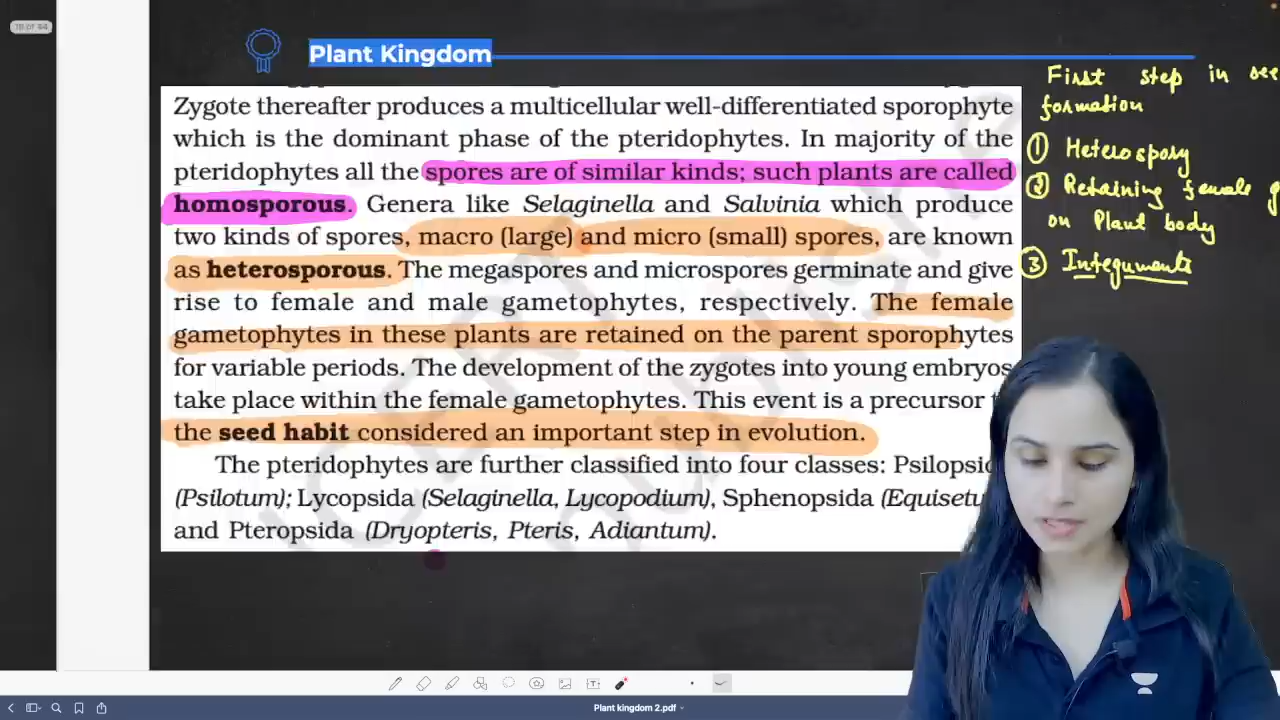 18 of 44
Plant Kingdom
First step in see
formation
① Heterospory
② Retaining female g
on Plant body
③ Integuments
Zygote thereafter produces a multicellular well-differentiated sporophyte
which is the dominant phase of the pteridophytes. In majority of the
pteridophytes all the spores are of similar kinds; such plants are called
homosporous. Genera like Selaginella and Salvinia which produce
two kinds of spores, macro (large) and micro (small) spores, are known
as heterosporous. The megaspores and microspores germinate and give
rise to female and male gametophytes, respectively. The female
gametophytes in these plants are retained on the parent sporophytes
for variable periods. The development of the zygotes into young embryos
take place within the female gametophytes. This event is a precursor t
the seed habit considered an important step in evolution.
The pteridophytes are further classified into four classes: Psilopsid
(Psilotum); Lycopsida (Selaginella, Lycopodium), Sphenopsida (Equisetu
and Pteropsida (Dryopteris, Pteris, Adiantum).
Plant kingdom 2.pdf